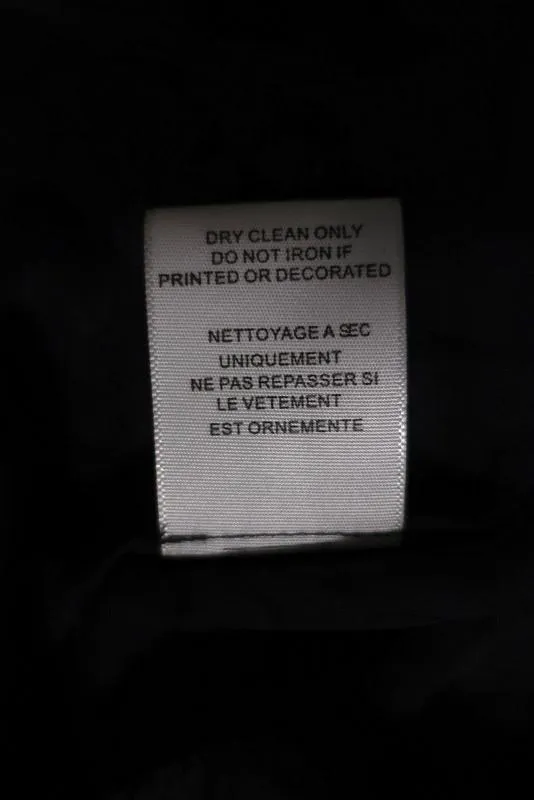 DRY CLEAN ONLY
DO NOT IRON IF
PRINTED OR DECORATED
NETTOYAGE A SEC
UNIQUEMENT
NE PAS REPASSER SI
LE VETEMENT
EST ORNEMENTE